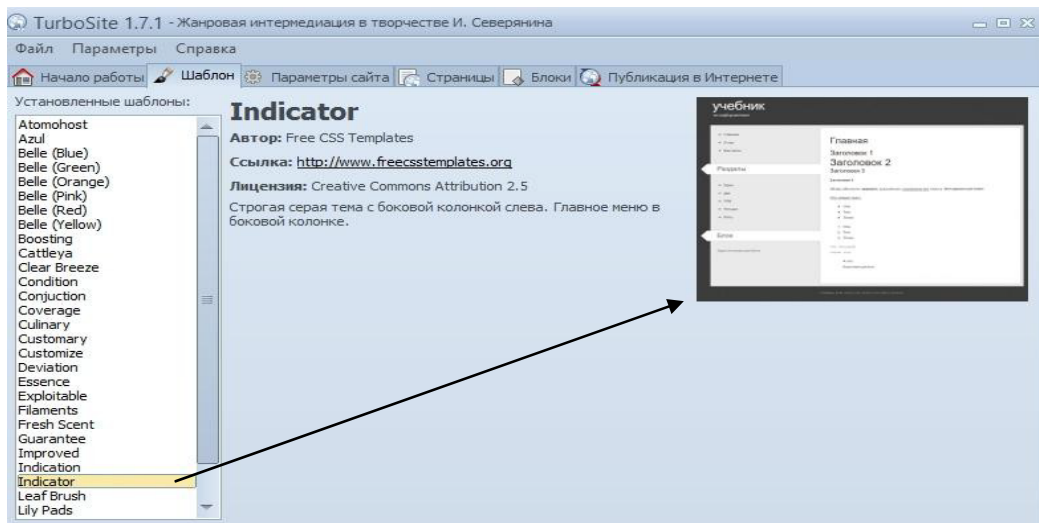 TurboSite 1.7.1 - Жанровая интермедиация в творчестве И. Северянина
Файл Параметры Справка
Начало работы Шаблон Параметры сайта Страницы Блоки Публикация в Интернете
Установленные шаблоны:
Atomohost
Azul
Belle (Blue)
Belle (Green)
Belle (Orange)
Belle (Pink)
Belle (Red)
Belle (Yellow)
Boosting
Cattleya
Clear Breeze
Condition
Conjuction
Coverage
Culinary
Customary
Customize
Deviation
Essence
Exploitable
Filaments
Fresh Scent
Guarantee
Improved
Indication
Indicator
Leaf Brush
Lily Pads
Indicator
Автор: Free CSS Templates
Ссылка: http://www.freecsstemplates.org
Лицензия: Creative Commons Attribution 2.5
Строгая серая тема с боковой колонкой слева. Главное меню в
боковой колонке.
учебник
Разделы
Блок
Главная
Заголовок 1
Заголовок 2
Заголовок 3